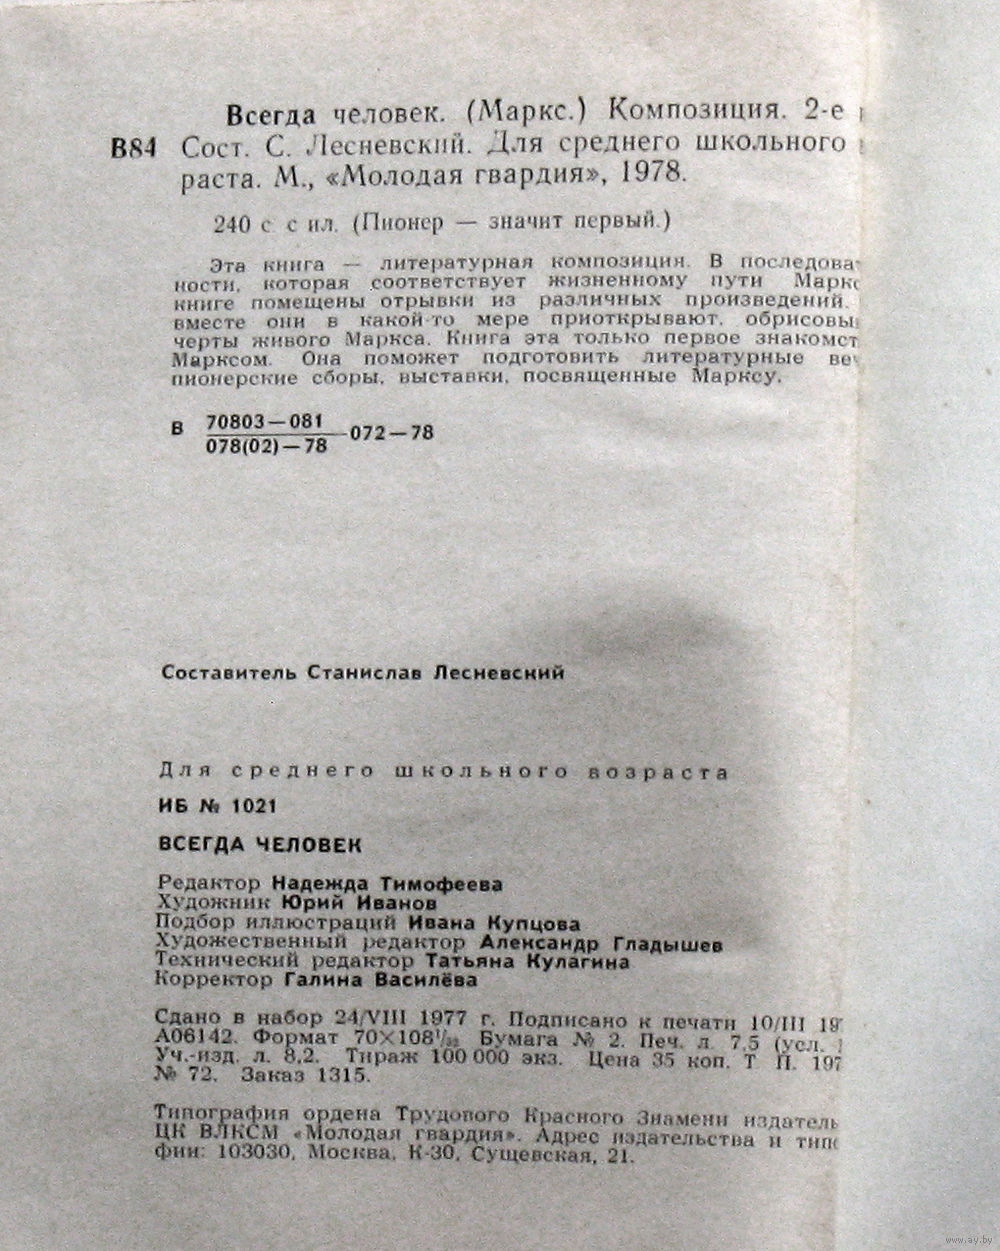 Всегда человек. (Маркс.) Композиция. 2-е
В84 Сост. С. Лесневский. Для среднего школьного
раста. М., «Молодая гвардия», 1978.
240 с. с ил. (Пионер — значит первый.)
Эта книга — литературная композиция. В последова
ности, которая соответствует жизненному пути Маркс
книге помещены отрывки из различных произведений.
вместе они в какой-то мере приоткрывают, обрисовы
черты живого Маркса. Книга эта только первое знакомст
Марксом. Она поможет подготовить литературные ве
пионерские сборы, выставки, посвященные Марксу.
В 70803—081
078(02)—78 —072—78
Составитель Станислав Лесневский
Для среднего школьного возраста
ИБ № 1021
ВСЕГДА ЧЕЛОВЕК
Редактор Надежда Тимофеева
Художник Юрий Иванов
Подбор иллюстраций Ивана Купцова
Художественный редактор Александр Гладышев
Технический редактор Татьяна Кулагина
Корректор Галина Василёва
Сдано в набор 24/VIII 1977 г. Подписано к печати 10/III 19
А06142. Формат 70×108 1/32 Бумага № 2. Печ. л. 7,5 (усл.
Уч.-изд. л. 8,2. Тираж 100 000 экз. Цена 35 коп. Т. П. 197
№ 72. Заказ 1315.
Типография ордена Трудового Красного Знамени издатель
ЦК ВЛКСМ «Молодая гвардия». Адрес издательства и типо
фии: 103030, Москва, К-30, Сущевская, 21.
www.ay.by